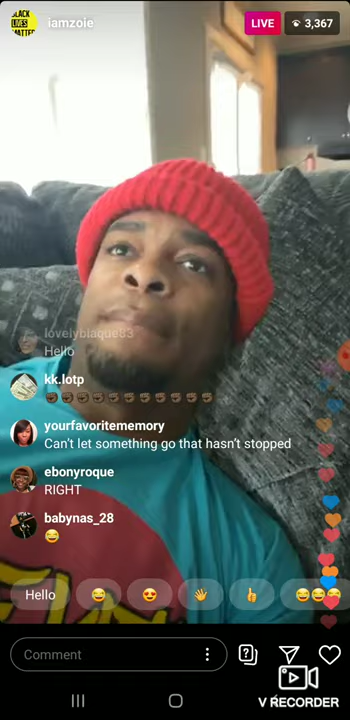 BLACK
LIVES
MATTER
iamzoie
LIVE
3,367
lovelyblaque83
Hello
kk.lotp
✊🏿✊🏿✊🏿✊🏿✊🏿✊🏿✊🏿✊🏿✊🏿✊🏿✊🏿
yourfavoritememory
Can't let something go that hasn't stopped
ebonyroque
RIGHT
babynas_28
😂
Hello 😂 😍 👋 👍 😂😂😂
Comment
V RECORDER